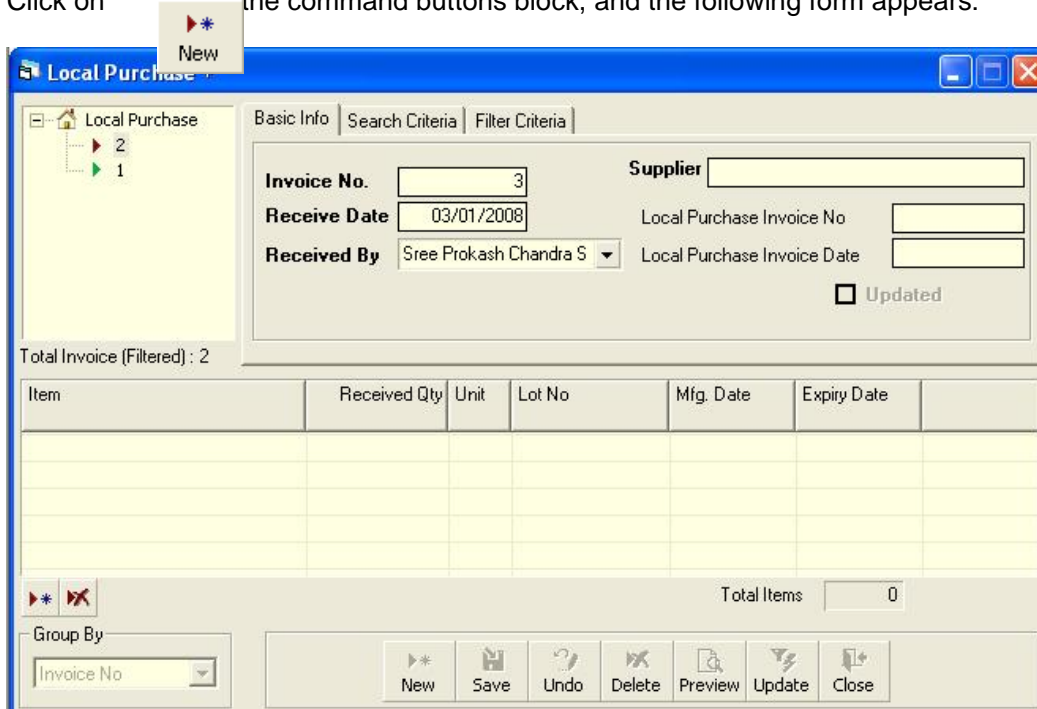 Click on the command buttons block, and the following form appears.
New
Local Purchase
Local Purchase
2
1
Total Invoice (Filtered) : 2
Basic Info Search Criteria Filter Criteria
Invoice No. 3
Receive Date 03/01/2008
Received By Sree Prokash Chandra S
Supplier
Local Purchase Invoice No
Local Purchase Invoice Date
Updated
Item Received Qty Unit Lot No Mfg. Date Expiry Date
Total Items 0
Group By
Invoice No
New Save Undo Delete Preview Update Close